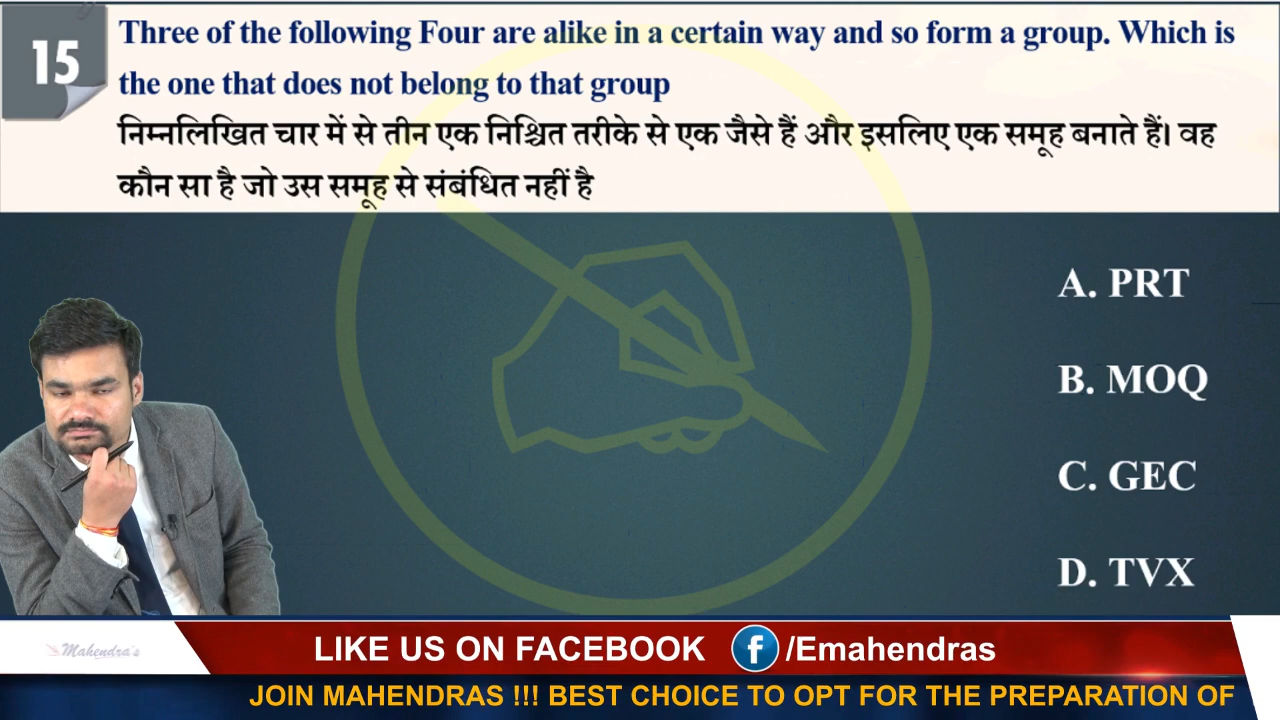 15
Three of the following Four are alike in a certain way and so form a group. Which is
the one that does not belong to that group
निम्नलिखित चार में से तीन एक निश्चित तरीके से एक जैसे हैं और इसलिए एक समूह बनाते हैं। वह
कौन सा है जो उस समूह से संबंधित नहीं है
A. PRT
B. MOQ
C. GEC
D. TVX
Mahendra's
LIKE US ON FACEBOOK f /Emahendras
JOIN MAHENDRAS !!! BEST CHOICE TO OPT FOR THE PREPARATION OF